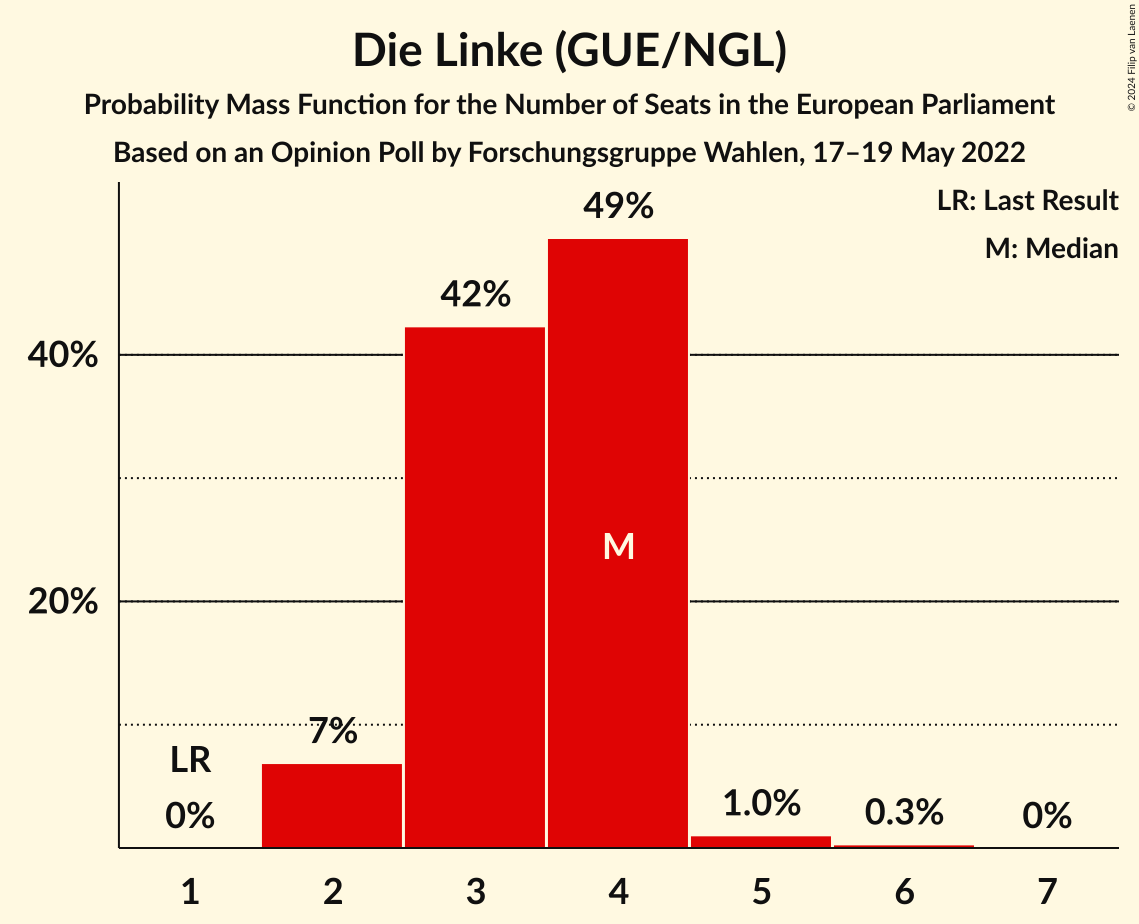 Die Linke (GUE/NGL)
Probability Mass Function for the Number of Seats in the European Parliament
Based on an Opinion Poll by Forschungsgruppe Wahlen, 17–19 May 2022
© 2024 Filip van Laenen
LR: Last Result
M: Median
49%
42%
40%
M
20%
7%
LR
0%
1.0%
0.3%
0%
1 2 3 4 5 6 7